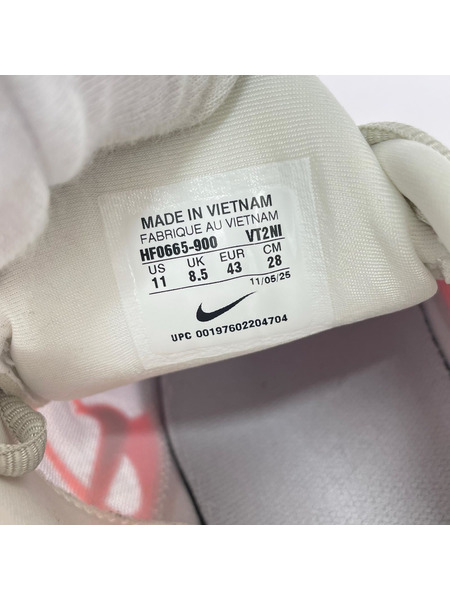 MADE IN VIETNAM
FABRIQUE AU VIETNAM
HF0665-900 VT2NI
US UK EUR CM
11 8.5 43 28
11/05/25
UPC 00197602204704